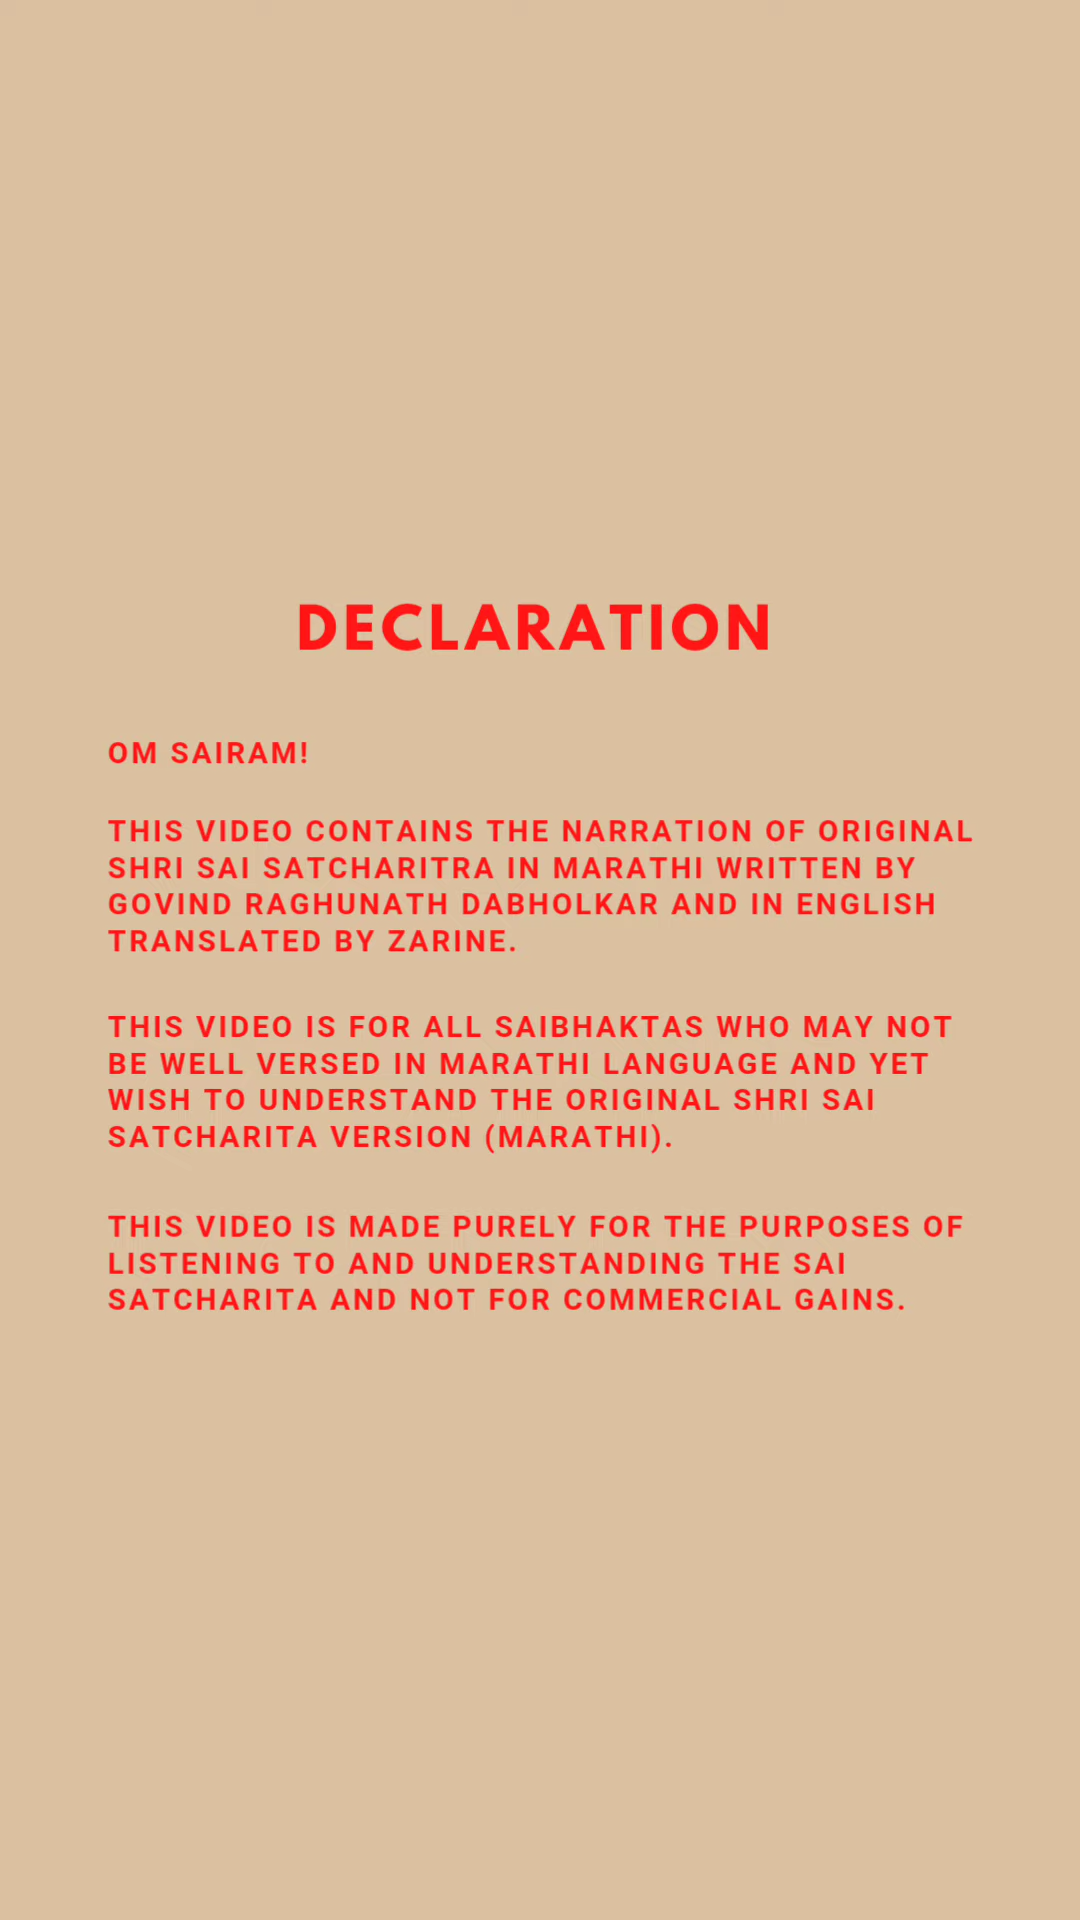 DECLARATION
OM SAIRAM!
THIS VIDEO CONTAINS THE NARRATION OF ORIGINAL
SHRI SAI SATCHARITRA IN MARATHI WRITTEN BY
GOVIND RAGHUNATH DABHOLKAR AND IN ENGLISH
TRANSLATED BY ZARINE.
THIS VIDEO IS FOR ALL SAIBHAKTAS WHO MAY NOT
BE WELL VERSED IN MARATHI LANGUAGE AND YET
WISH TO UNDERSTAND THE ORIGINAL SHRI SAI
SATCHARITA VERSION (MARATHI).
THIS VIDEO IS MADE PURELY FOR THE PURPOSES OF
LISTENING TO AND UNDERSTANDING THE SAI
SATCHARITA AND NOT FOR COMMERCIAL GAINS.